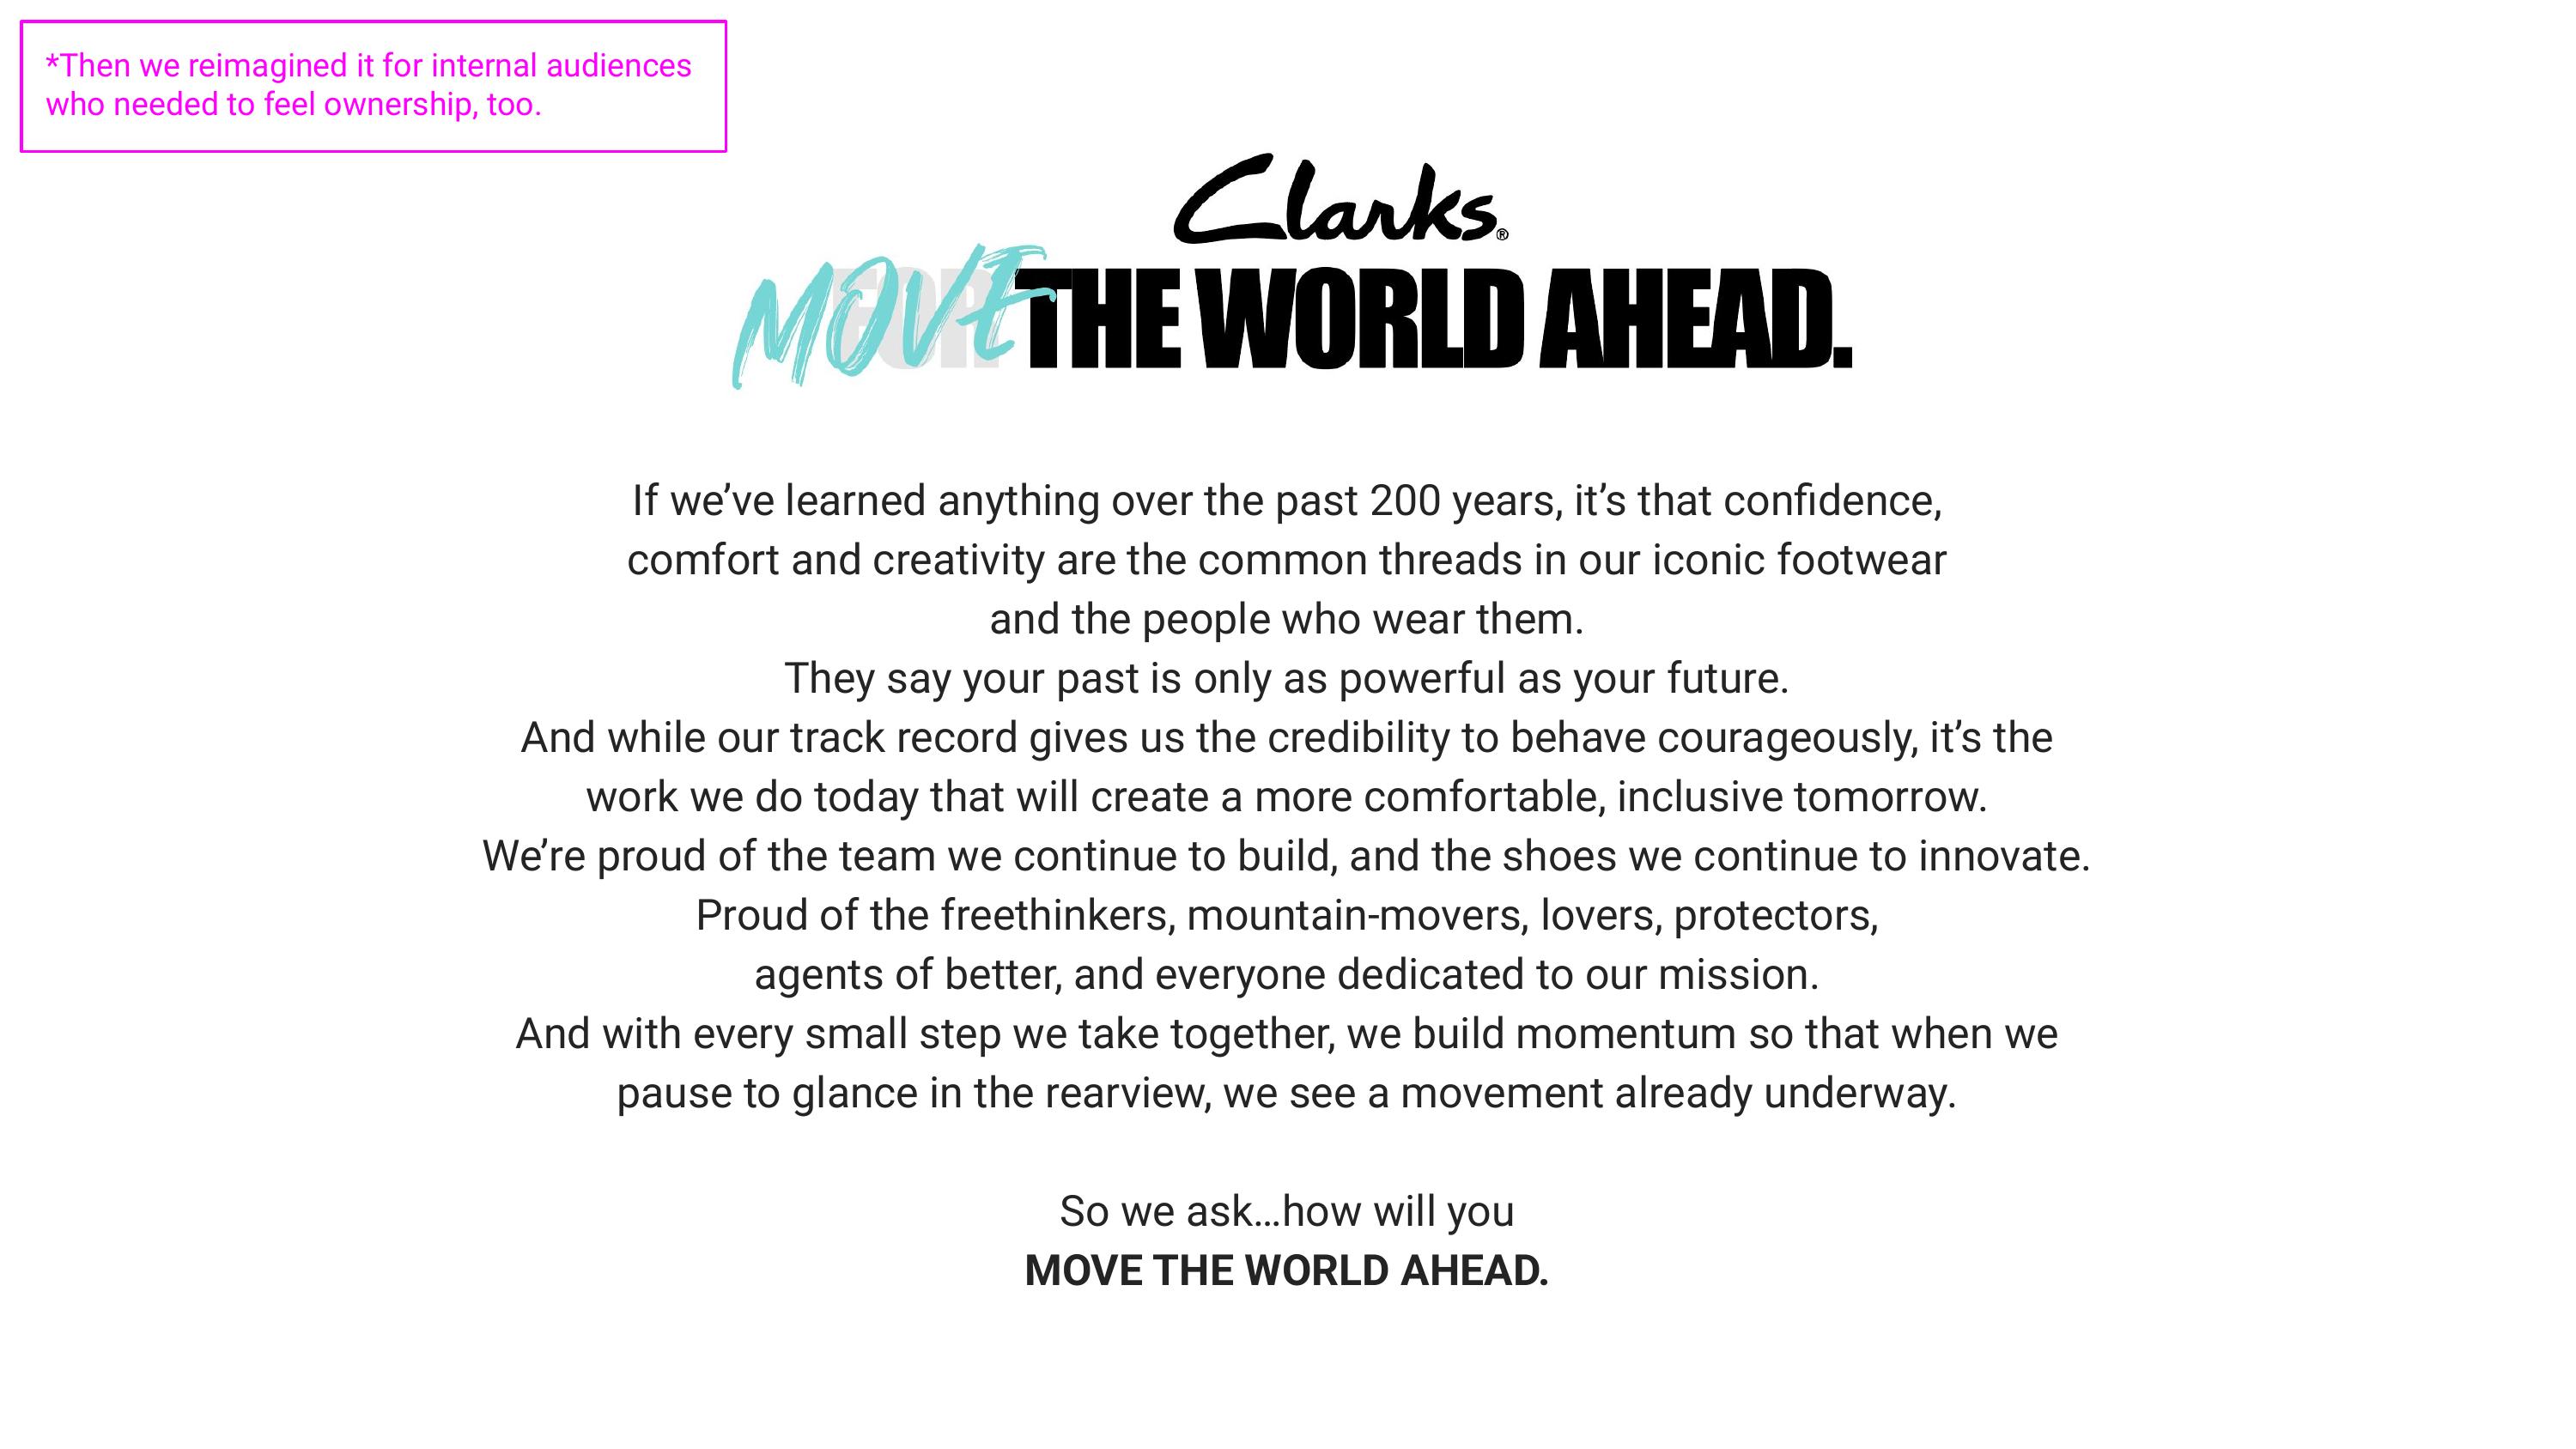 *Then we reimagined it for internal audiences
who needed to feel ownership, too.
Clarks®
FOR MOVE THE WORLD AHEAD.
If we’ve learned anything over the past 200 years, it’s that confidence,
comfort and creativity are the common threads in our iconic footwear
and the people who wear them.
They say your past is only as powerful as your future.
And while our track record gives us the credibility to behave courageously, it’s the
work we do today that will create a more comfortable, inclusive tomorrow.
We’re proud of the team we continue to build, and the shoes we continue to innovate.
Proud of the freethinkers, mountain-movers, lovers, protectors,
agents of better, and everyone dedicated to our mission.
And with every small step we take together, we build momentum so that when we
pause to glance in the rearview, we see a movement already underway.
So we ask…how will you
MOVE THE WORLD AHEAD.